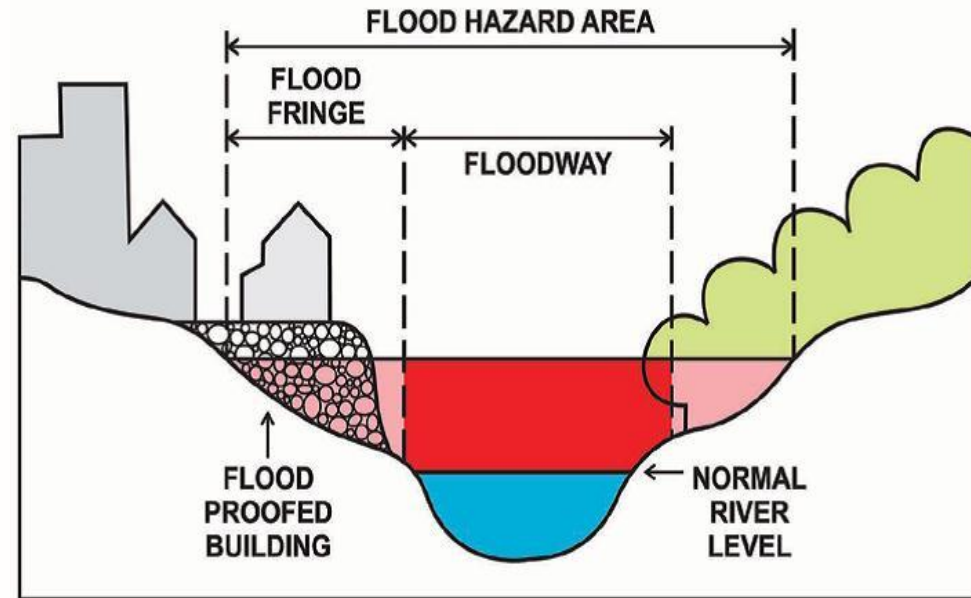 FLOOD HAZARD AREA
FLOOD
FRINGE
FLOODWAY
FLOOD
PROOFED
BUILDING
NORMAL
RIVER
LEVEL